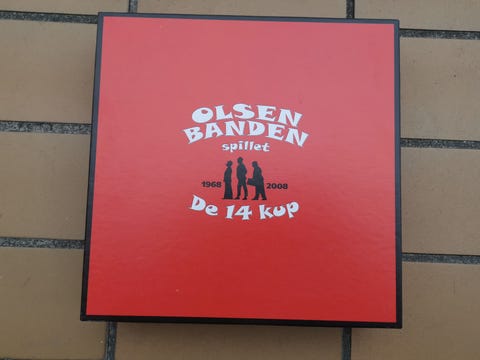 OLSEN
BANDEN
spillet
1968 2008
De 14 kup